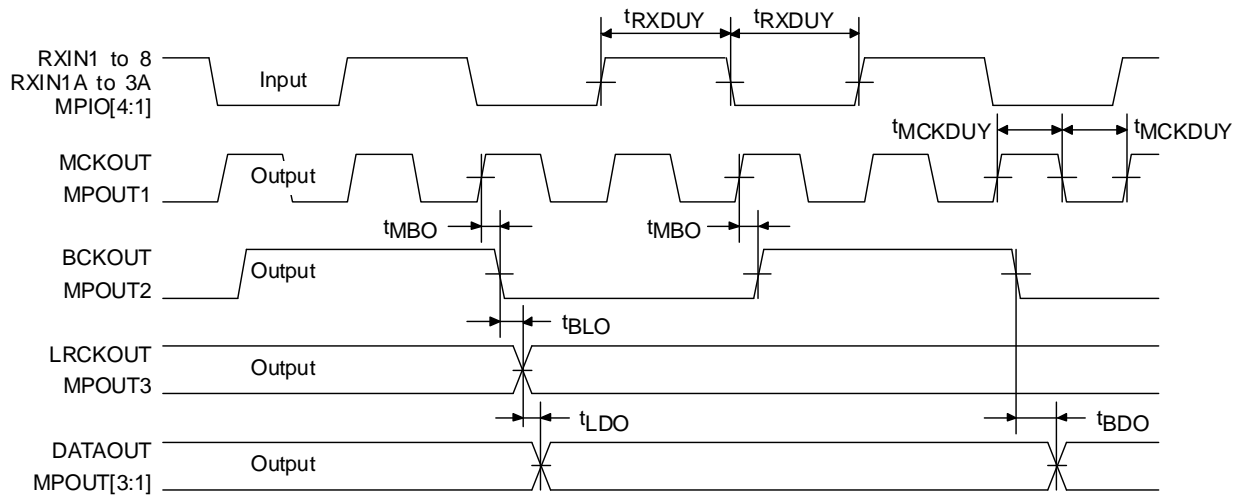 tRXDUY tRXDUY
RXIN1 to 8
RXIN1A to 3A
MPIO[4:1]
Input
tMCKDUY tMCKDUY
MCKOUT
MPOUT1
Output
tMBO tMBO
BCKOUT
MPOUT2
Output
tBLO
LRCKOUT
MPOUT3
Output
tLDO tBDO
DATAOUT
MPOUT[3:1]
Output